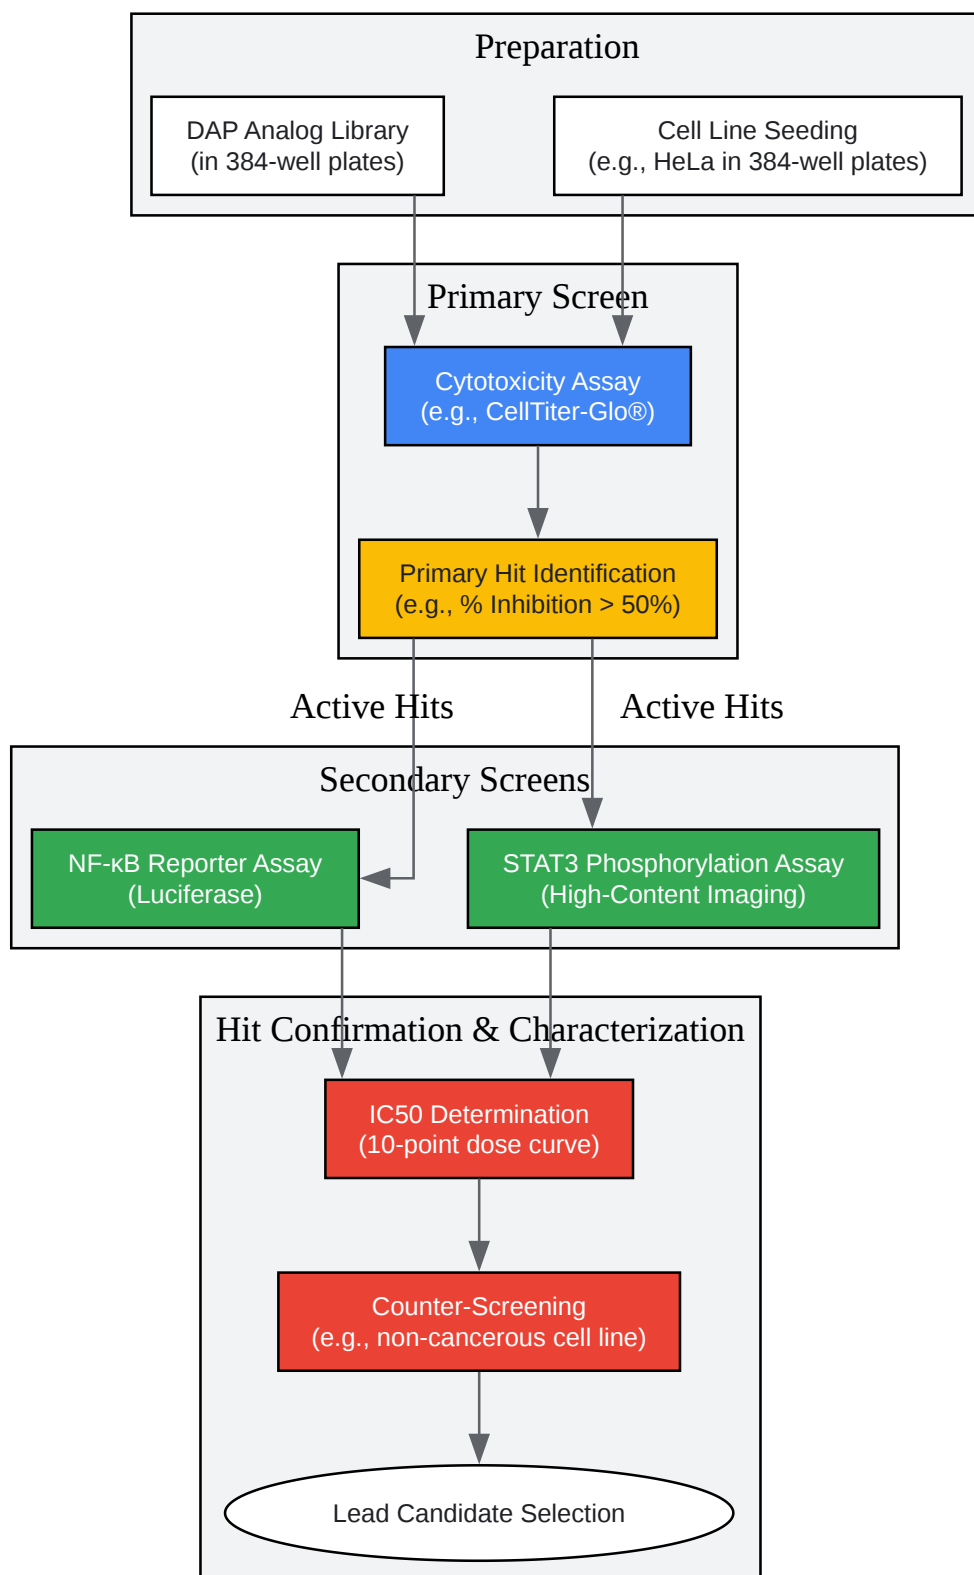 Preparation
DAP Analog Library
(in 384-well plates)
Cell Line Seeding
(e.g., HeLa in 384-well plates)
Primary Screen
Cytotoxicity Assay
(e.g., CellTiter-Glo®)
Primary Hit Identification
(e.g., % Inhibition > 50%)
Active Hits
Active Hits
Secondary Screens
NF-κB Reporter Assay
(Luciferase)
STAT3 Phosphorylation Assay
(High-Content Imaging)
Hit Confirmation & Characterization
IC50 Determination
(10-point dose curve)
Counter-Screening
(e.g., non-cancerous cell line)
Lead Candidate Selection